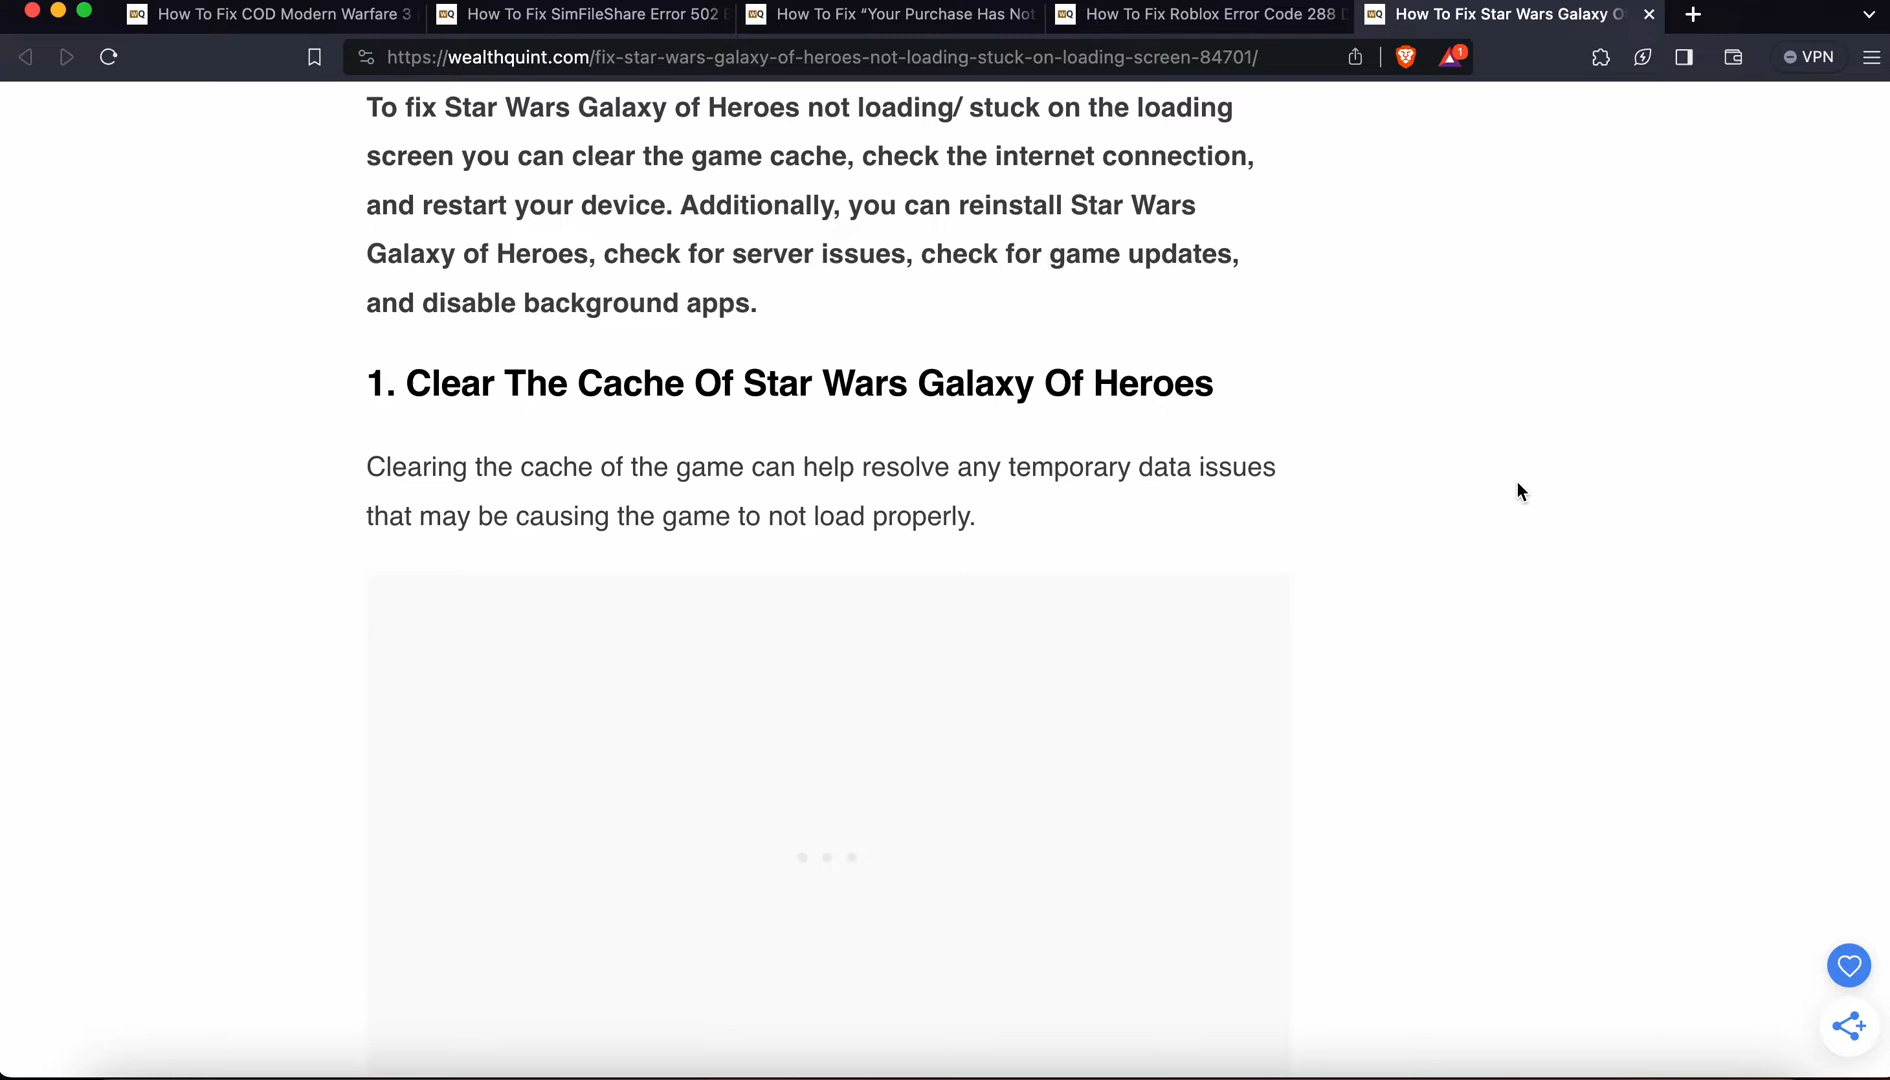 How To Fix COD Modern Warfare 3
How To Fix SimFileShare Error 502
How To Fix “Your Purchase Has Not
How To Fix Roblox Error Code 288
How To Fix Star Wars Galaxy O
https://wealthquint.com/fix-star-wars-galaxy-of-heroes-not-loading-stuck-on-loading-screen-84701/
1
VPN
To fix Star Wars Galaxy of Heroes not loading/ stuck on the loading
screen you can clear the game cache, check the internet connection,
and restart your device. Additionally, you can reinstall Star Wars
Galaxy of Heroes, check for server issues, check for game updates,
and disable background apps.
1. Clear The Cache Of Star Wars Galaxy Of Heroes
Clearing the cache of the game can help resolve any temporary data issues
that may be causing the game to not load properly.